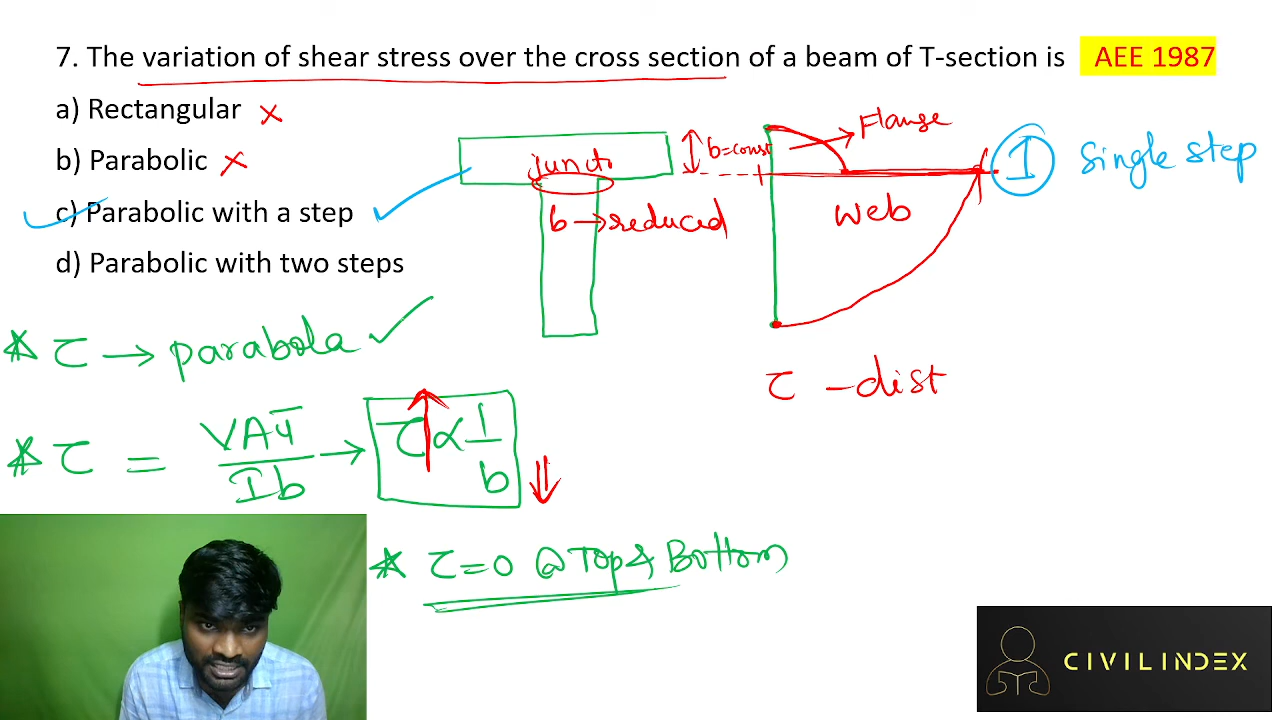 7. The variation of shear stress over the cross section of a beam of T-section is AEE 1987
a) Rectangular ×
b) Parabolic ×
c) Parabolic with a step
d) Parabolic with two steps
junctⁿ
b → reduced
b=const
Flange
Web
① Single step
τ -dist
* τ → parabola ✓
* τ = VAȳ / Ib → τ ∝ 1/b
* τ=0 @ Top & Bottom
CIVILINDEX